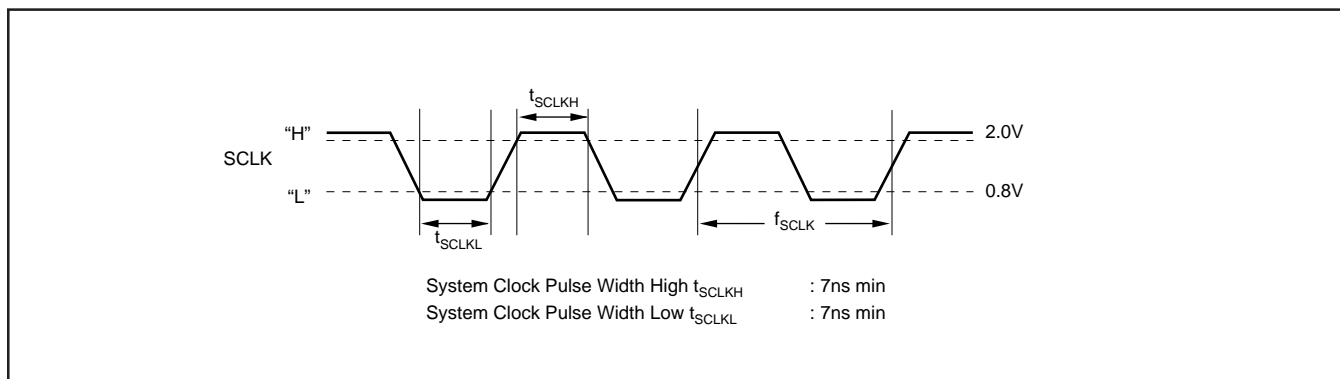 tSCLKH
“H”
2.0V
SCLK
“L”
0.8V
fSCLK
tSCLKL
System Clock Pulse Width High tSCLKH : 7ns min
System Clock Pulse Width Low tSCLKL : 7ns min